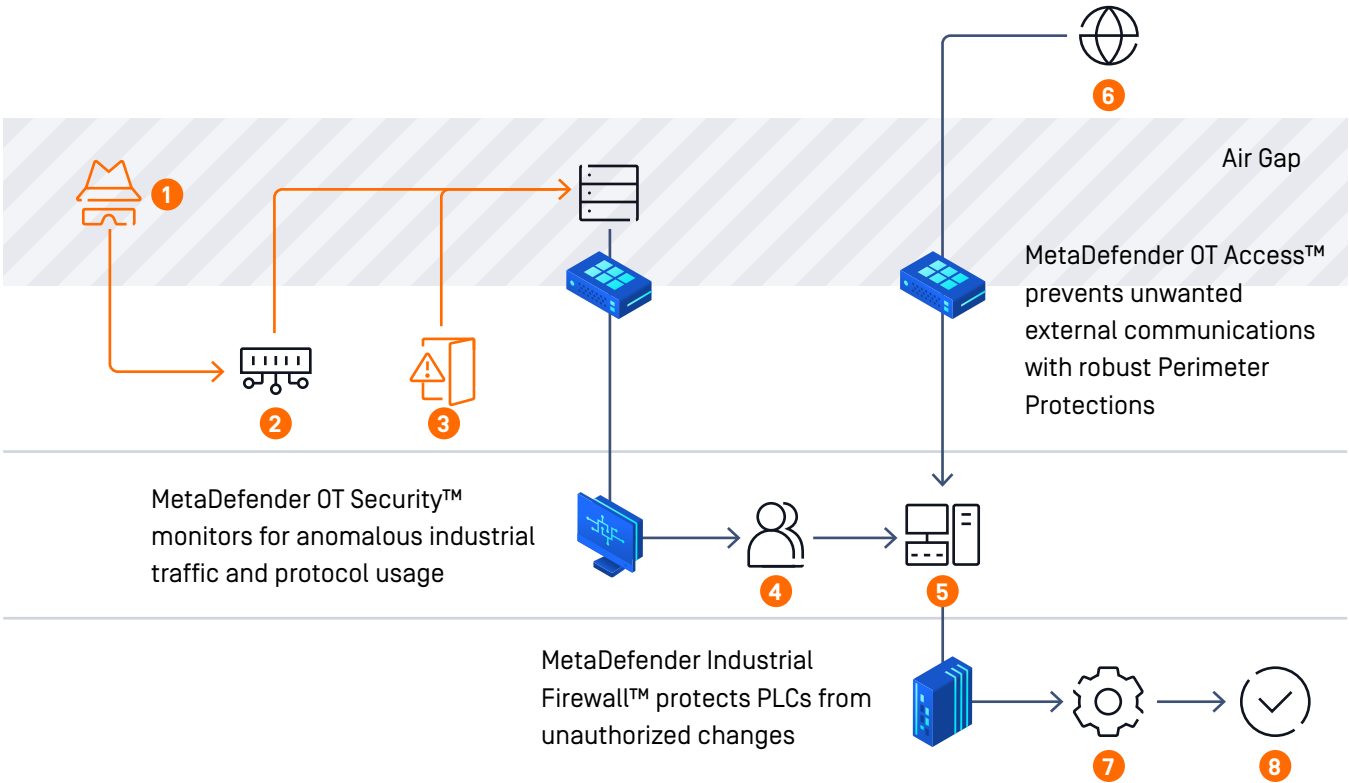 6
Air Gap
1
MetaDefender OT Access™
prevents unwanted
external communications
with robust Perimeter
Protections
2
3
MetaDefender OT Security™
monitors for anomalous industrial
traffic and protocol usage
4
5
MetaDefender Industrial
Firewall™ protects PLCs from
unauthorized changes
7
8